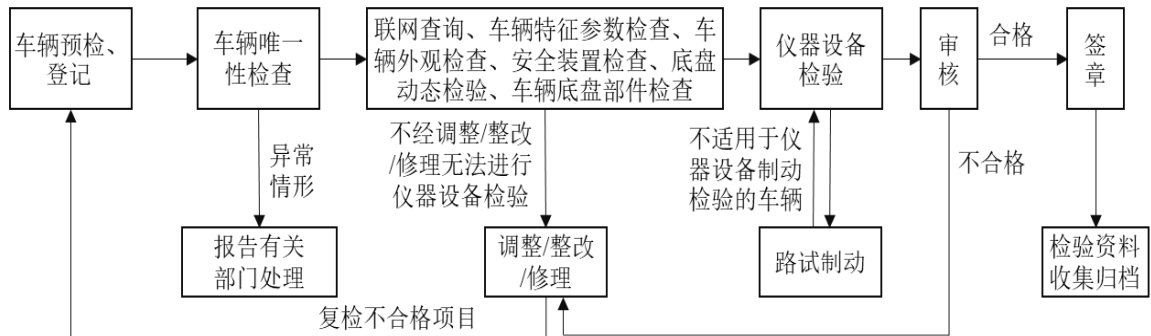 车辆预检、
登记
车辆唯一
性检查
联网查询、车辆特征参数检查、车
辆外观检查、安全装置检查、底盘
动态检验、车辆底盘部件检查
仪器设备
检验
审
核
合格
签
章
异常
情形
不经调整/整改
/修理无法进行
仪器设备检验
不适用于仪
器设备制动
检验的车辆
不合格
报告有关
部门处理
调整/整改
/修理
路试制动
检验资料
收集归档
复检不合格项目